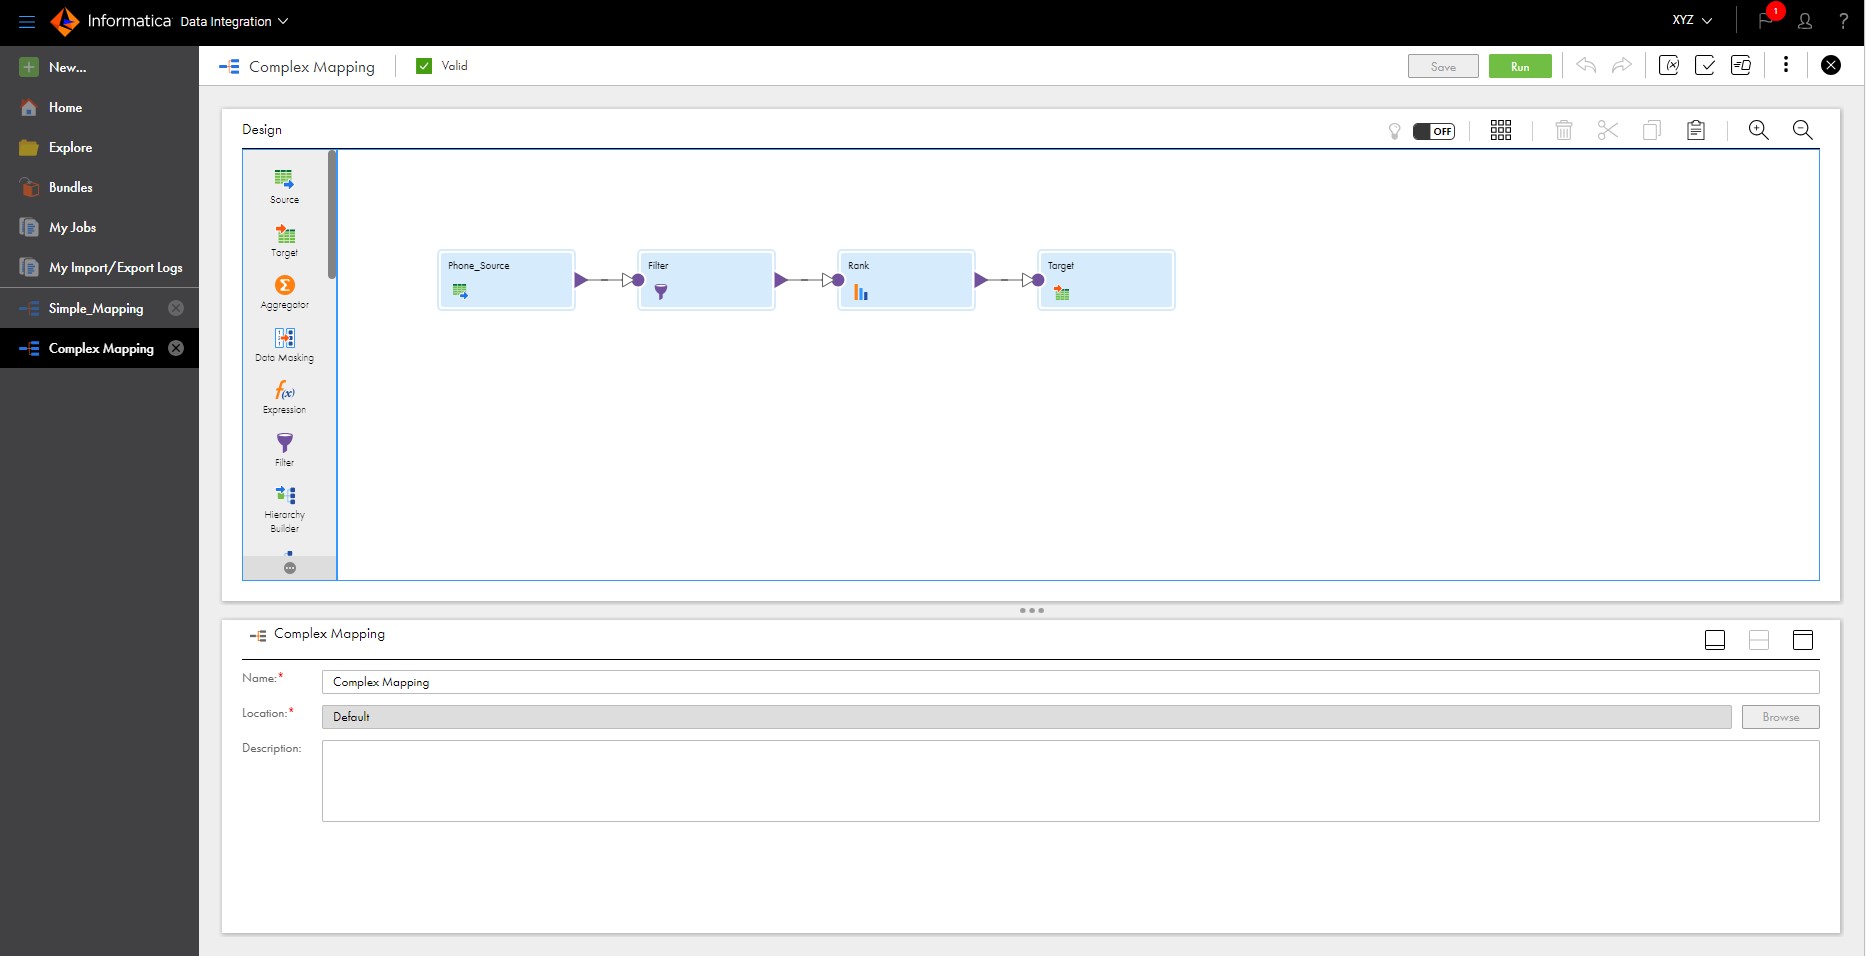 Informatica Data Integration
XYZ
1
?
New...
Home
Explore
Bundles
My Jobs
My Import/Export Logs
Simple_Mapping
Complex Mapping
Complex Mapping
Valid
Save
Run
Design
OFF
Source
Target
Aggregator
Data Masking
Expression
Filter
Hierarchy
Builder
Phone_Source
Filter
Rank
Target
Complex Mapping
Name:*
Complex Mapping
Location:*
Default
Browse
Description: